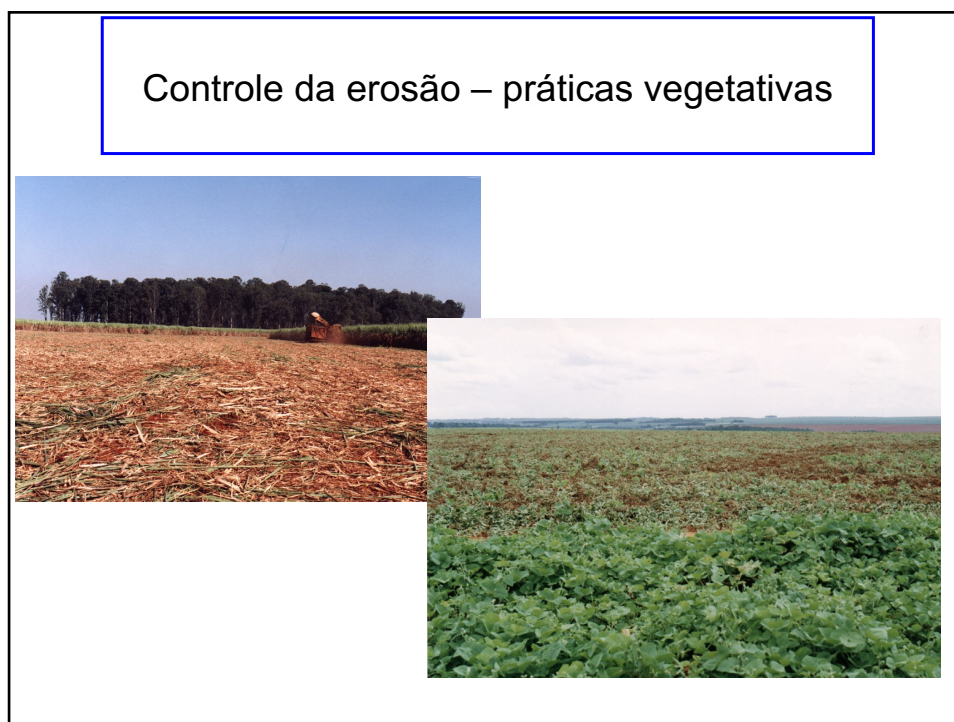 Controle da erosão – práticas vegetativas